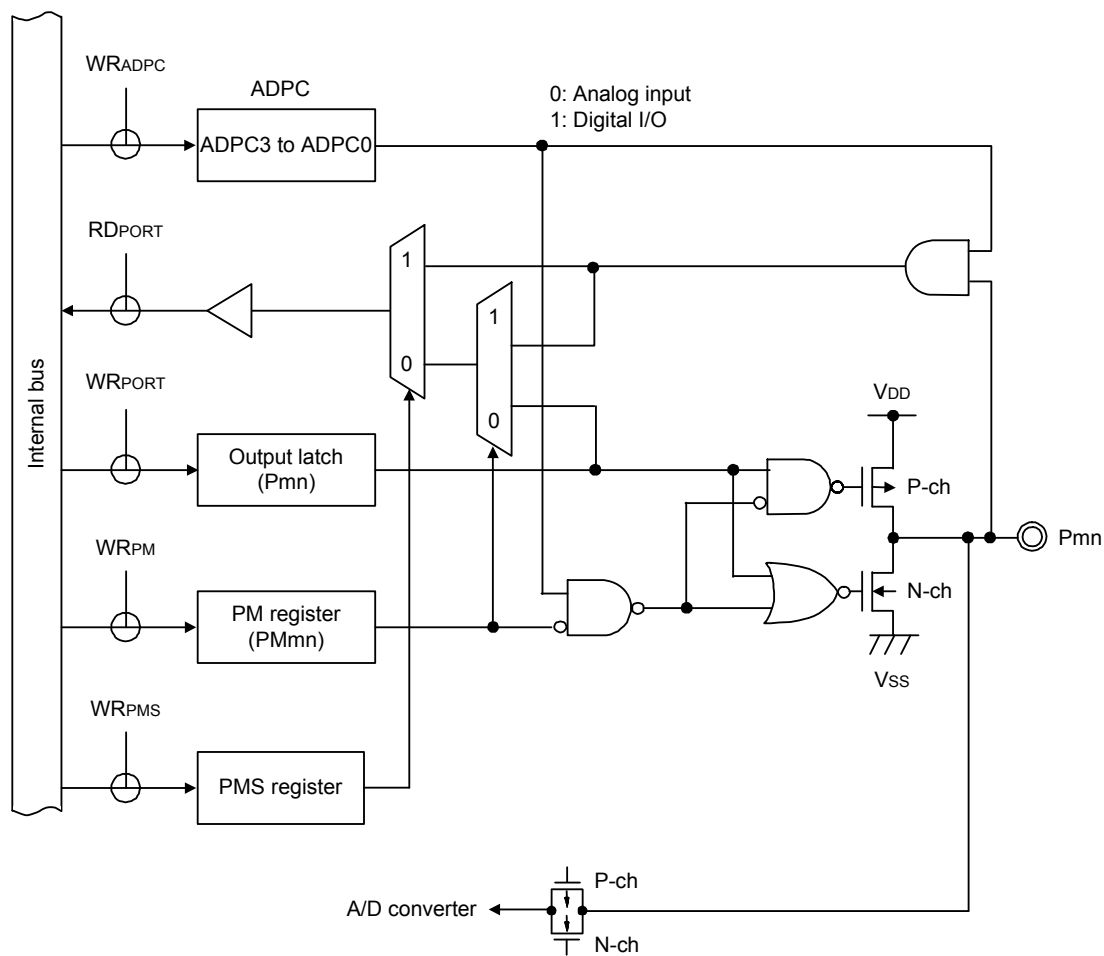 WRADPC
ADPC
0: Analog input
1: Digital I/O
ADPC3 to ADPC0
RDPORT
1
1
0
0
Internal bus
WRPORT
VDD
Output latch
(Pmn)
P-ch
Pmn
WRPM
PM register
(PMmn)
N-ch
VSS
WRPMS
PMS register
P-ch
A/D converter
N-ch